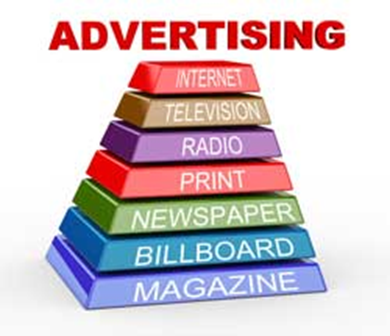 ADVERTISING
INTERNET
TELEVISION
RADIO
PRINT
NEWSPAPER
BILLBOARD
MAGAZINE